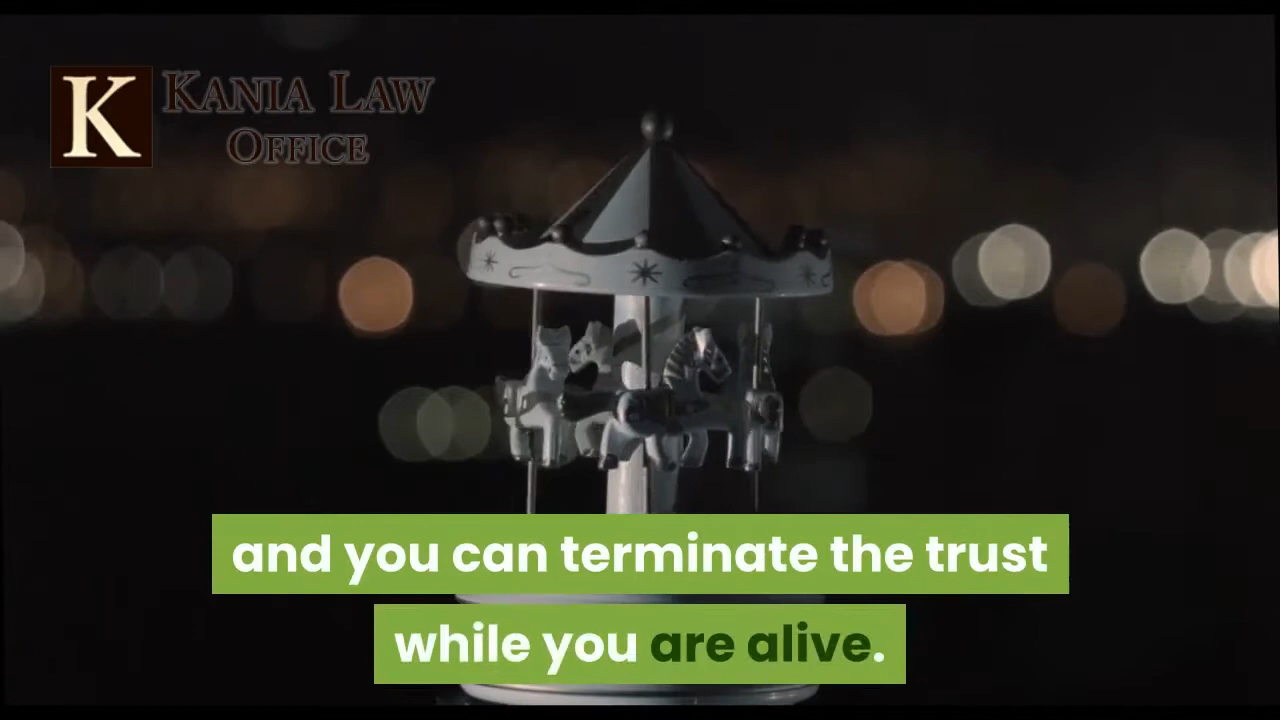 K
KANIA LAW
OFFICE
and you can terminate the trust
while you are alive.